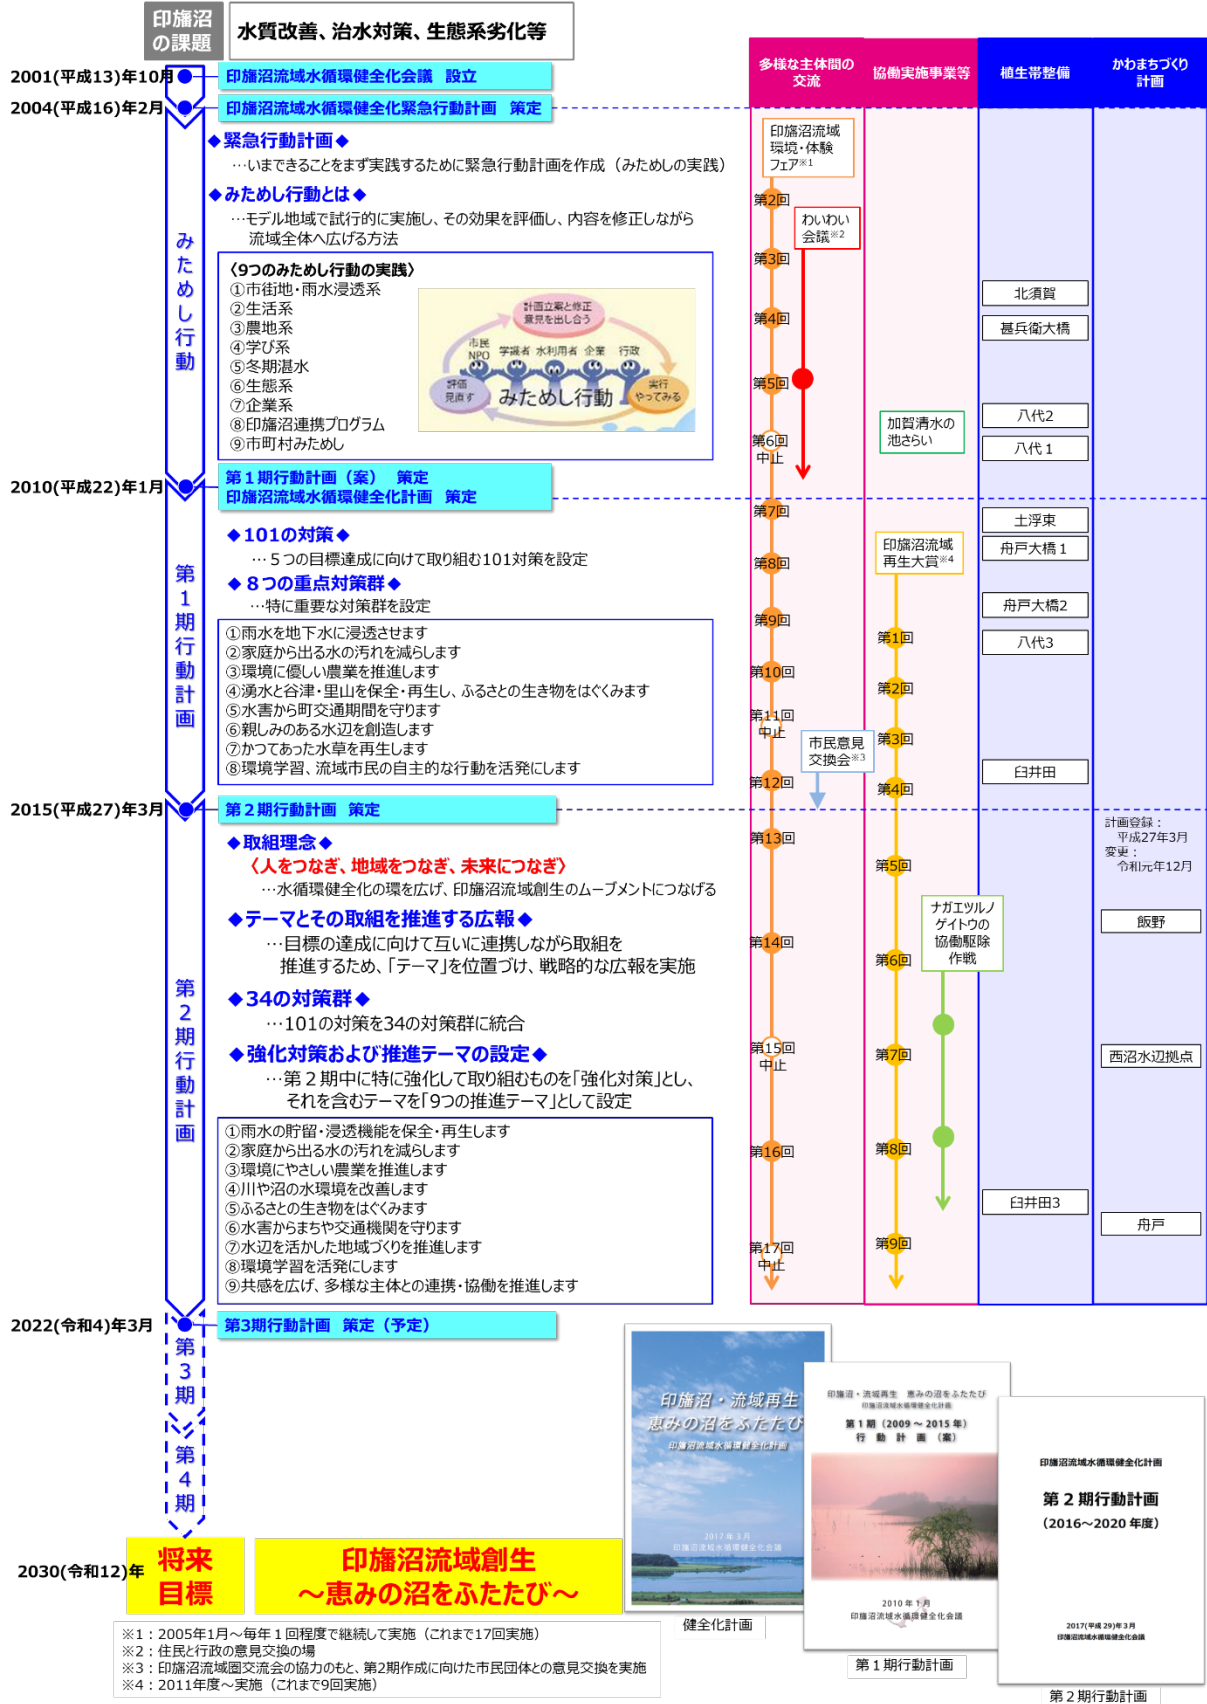 印旛沼
の課題
水質改善、治水対策、生態系劣化等
多様な主体間の
交流
協働実施事業等
植生帯整備
かわまちづくり
計画
2001(平成13)年10月
印旛沼流域水循環健全化会議 設立
2004(平成16)年2月
印旛沼流域水循環健全化緊急行動計画 策定
みためし行動
◆緊急行動計画◆
…いまできることをまず実践するために緊急行動計画を作成（みためしの実践）
◆みためし行動とは◆
…モデル地域で試行的に実施し、その効果を評価し、内容を修正しながら
流域全体へ広げる方法
〈9つのみためし行動の実践〉
①市街地・雨水浸透系
②生活系
③農地系
④学び系
⑤冬期湛水
⑥生態系
⑦企業系
⑧印旛沼連携プログラム
⑨市町村みためし
計画立案と修正
意見を出し合う
市民
NPO
学識者 水利用者 企業 行政
評価
見直す
みためし行動
実行
やってみる
印旛沼流域
環境・体験
フェア※1
第2回
第3回
第4回
第5回
第6回
中止
わいわい
会議※2
加賀清水の
池さらい
北須賀
甚兵衛大橋
八代2
八代1
2010(平成22)年1月
第1期行動計画（案） 策定
印旛沼流域水循環健全化計画 策定
第1期行動計画
◆101の対策◆
…５つの目標達成に向けて取り組む101対策を設定
◆８つの重点対策群◆
…特に重要な対策群を設定
①雨水を地下水に浸透させます
②家庭から出る水の汚れを減らします
③環境に優しい農業を推進します
④湧水と谷津・里山を保全・再生し、ふるさとの生き物をはぐくみます
⑤水害から町交通期間を守ります
⑥親しみのある水辺を創造します
⑦かつてあった水草を再生します
⑧環境学習、流域市民の自主的な行動を活発にします
第7回
第8回
第9回
第10回
第11回
中止
第12回
市民意見
交換会※3
印旛沼流域
再生大賞※4
第1回
第2回
第3回
第4回
土浮東
舟戸大橋1
舟戸大橋2
八代3
臼井田
2015(平成27)年3月
第２期行動計画 策定
第2期行動計画
◆取組理念◆
〈人をつなぎ、地域をつなぎ、未来につなぎ〉
…水循環健全化の環を広げ、印旛沼流域創生のムーブメントにつなげる
◆テーマとその取組を推進する広報◆
…目標の達成に向けて互いに連携しながら取組を
推進するため、「テーマ」を位置づけ、戦略的な広報を実施
◆34の対策群◆
…101の対策を34の対策群に統合
◆強化対策および推進テーマの設定◆
…第２期中に特に強化して取り組むものを「強化対策」とし、
それを含むテーマを「9つの推進テーマ」として設定
①雨水の貯留・浸透機能を保全・再生します
②家庭から出る水の汚れを減らします
③環境にやさしい農業を推進します
④川や沼の水環境を改善します
⑤ふるさとの生き物をはぐくみます
⑥水害からまちや交通機関を守ります
⑦水辺を活かした地域づくりを推進します
⑧環境学習を活発にします
⑨共感を広げ、多様な主体との連携・協働を推進します
第13回
第14回
第15回
中止
第16回
第17回
中止
第5回
第6回
第7回
第8回
第9回
ナガエツルノ
ゲイトウの
協働駆除
作戦
臼井田3
計画登録：
平成27年3月
変更：
令和元年12月
飯野
西沼水辺拠点
舟戸
2022(令和4)年3月
第3期行動計画 策定（予定）
第3期
第4期
2030(令和12)年
将来
目標
印旛沼流域創生
～恵みの沼をふたたび～
印旛沼・流域再生
恵みの沼をふたたび
印旛沼流域水循環健全化計画
2017年3月
印旛沼流域水循環健全化会議
健全化計画
印旛沼・流域再生 恵みの沼をふたたび
印旛沼流域水循環健全化計画
第1期（2009～2015年）
行動計画（案）
2010年1月
印旛沼流域水循環健全化会議
第１期行動計画
印旛沼流域水循環健全化計画
第2期行動計画
（2016～2020年度）
2017(平成29)年3月
印旛沼流域水循環健全化会議
第２期行動計画
※1：2005年1月～毎年１回程度で継続して実施（これまで17回実施）
※2：住民と行政の意見交換の場
※3：印旛沼流域圏交流会の協力のもと、第2期作成に向けた市民団体との意見交換を実施
※4：2011年度～実施（これまで9回実施）